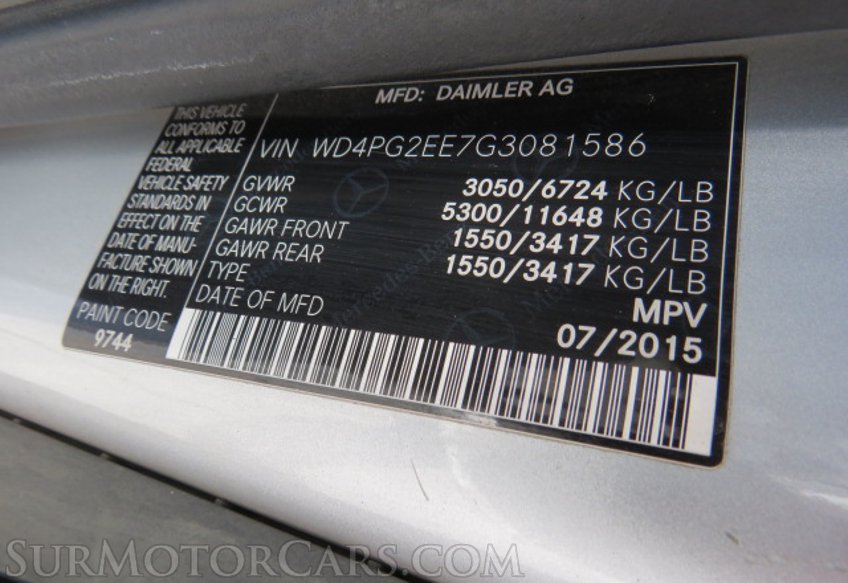 MFD: DAIMLER AG
THIS VEHICLE
CONFORMS TO
ALL APPLICABLE
FEDERAL
VEHICLE SAFETY
STANDARDS IN
EFFECT ON THE
DATE OF MANU-
FACTURE SHOWN
ON THE RIGHT.
PAINT CODE
9744
VIN WD4PG2EE7G3081586
GVWR 3050/6724 KG/LB
GCWR 5300/11648 KG/LB
GAWR FRONT 1550/3417 KG/LB
GAWR REAR 1550/3417 KG/LB
TYPE MPV
DATE OF MFD 07/2015
Mercedes-Benz
SURMOTORCARS.COM